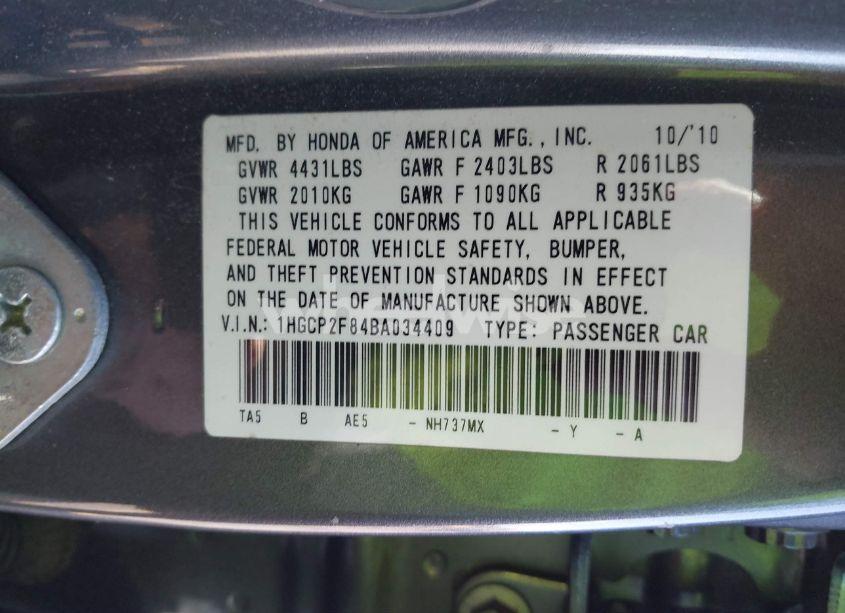 MFD. BY HONDA OF AMERICA MFG., INC. 10/'10
GVWR 4431LBS GAWR F 2403LBS R 2061LBS
GVWR 2010KG GAWR F 1090KG R 935KG
THIS VEHICLE CONFORMS TO ALL APPLICABLE
FEDERAL MOTOR VEHICLE SAFETY, BUMPER,
AND THEFT PREVENTION STANDARDS IN EFFECT
ON THE DATE OF MANUFACTURE SHOWN ABOVE.
V.I.N.: 1HGCP2F84BA034409 TYPE: PASSENGER CAR
TA5 B AE5 - NH737MX - Y - A